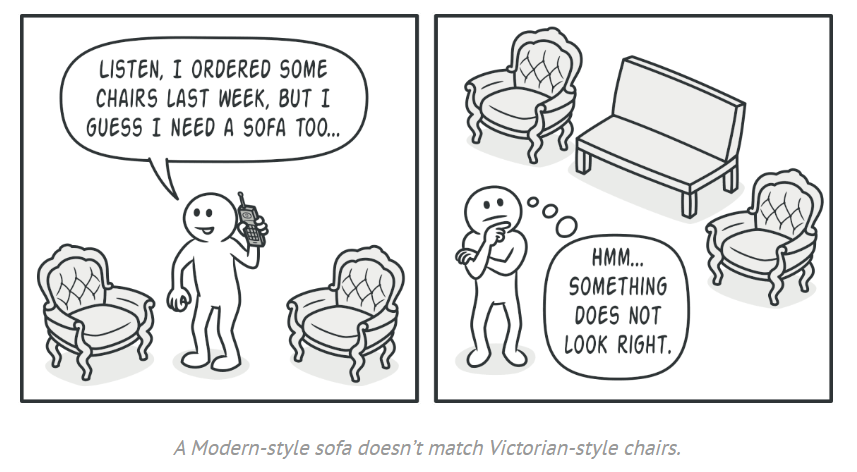 LISTEN, I ORDERED SOME
CHAIRS LAST WEEK, BUT I
GUESS I NEED A SOFA TOO...
HMM...
SOMETHING
DOES NOT
LOOK RIGHT.
A Modern-style sofa doesn't match Victorian-style chairs.